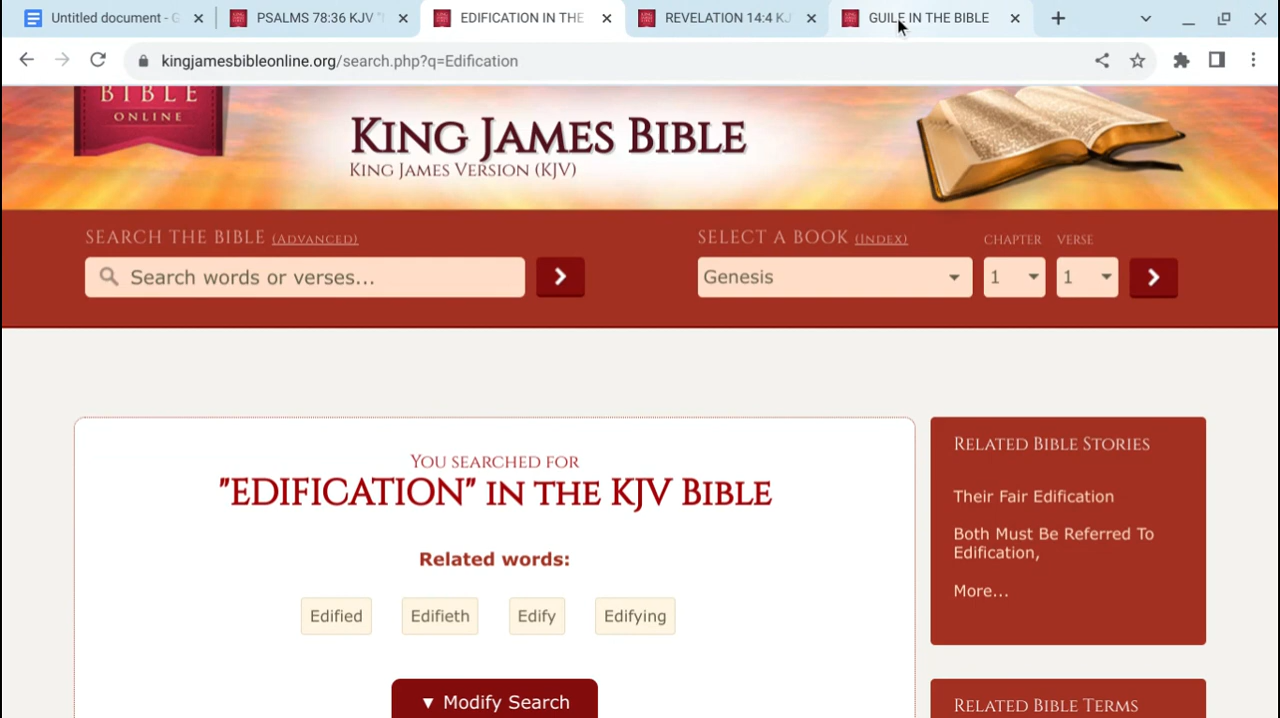 Untitled document - G
PSALMS 78:36 KJV "
EDIFICATION IN THE
REVELATION 14:4 KJ
GUILE IN THE BIBLE
kingjamesbibleonline.org/search.php?q=Edification
BIBLE
ONLINE
KING JAMES BIBLE
KING JAMES VERSION (KJV)
SEARCH THE BIBLE (ADVANCED)
Search words or verses...
SELECT A BOOK (INDEX)
CHAPTER
VERSE
Genesis
1
1
YOU SEARCHED FOR
"EDIFICATION" IN THE KJV BIBLE
Related words:
Edified
Edifieth
Edify
Edifying
▼ Modify Search
RELATED BIBLE STORIES
Their Fair Edification
Both Must Be Referred To
Edification,
More...
RELATED BIBLE TERMS